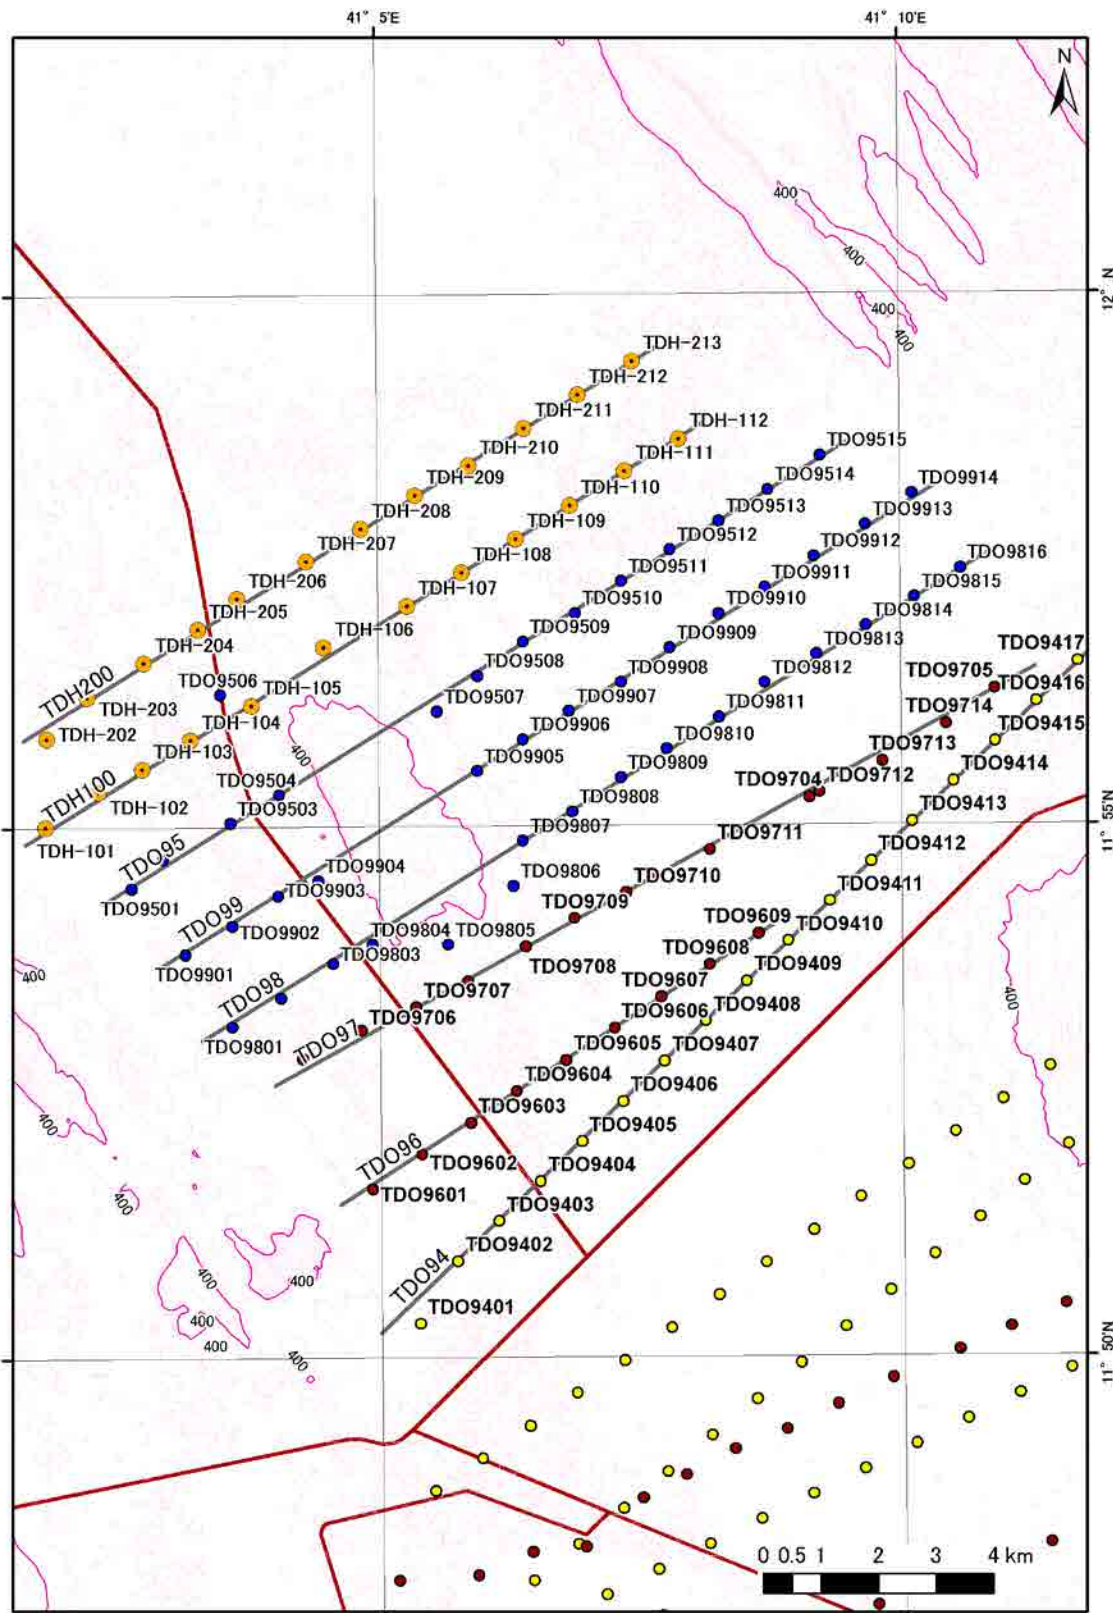 41° 5'E
41° 10'E
N
400
400
400
400
12° N
TDH-213
TDH-212
TDH-211
TDH-210
TDH-209
TDH-208
TDH-207
TDH-206
TDH-205
TDH-204
TDH200
TDH-203
TDH-202
TDH-112
TDH-111
TDH-110
TDH-109
TDH-108
TDH-107
TDH-106
TDH-105
TDH-104
TDH-103
TDH100
TDH-102
TDH-101
TDO9515
TDO9514
TDO9513
TDO9512
TDO9511
TDO9510
TDO9509
TDO9508
TDO9507
TDO9506
TDO9504
TDO9503
TDO95
TDO9501
TDO9914
TDO9913
TDO9912
TDO9911
TDO9910
TDO9909
TDO9908
TDO9907
TDO9906
TDO9905
TDO9904
TDO9903
TDO99
TDO9902
TDO9901
TDO9816
TDO9815
TDO9814
TDO9813
TDO9812
TDO9811
TDO9810
TDO9809
TDO9808
TDO9807
TDO9806
TDO9805
TDO9804
TDO9803
TDO98
TDO9801
TDO9705
TDO9714
TDO9713
TDO9712
TDO9704
TDO9711
TDO9710
TDO9709
TDO9708
TDO9707
TDO9706
TDO97
TDO9609
TDO9608
TDO9607
TDO9606
TDO9605
TDO9604
TDO9603
TDO96
TDO9602
TDO9601
TDO9417
TDO9416
TDO9415
TDO9414
TDO9413
TDO9412
TDO9411
TDO9410
TDO9409
TDO9408
TDO9407
TDO9406
TDO9405
TDO9404
TDO9403
TDO9402
TDO94
TDO9401
11° 55'N
400
400
400
400
400
400
400
400
400
400
11° 50'N
0 0.5 1 2 3 4 km